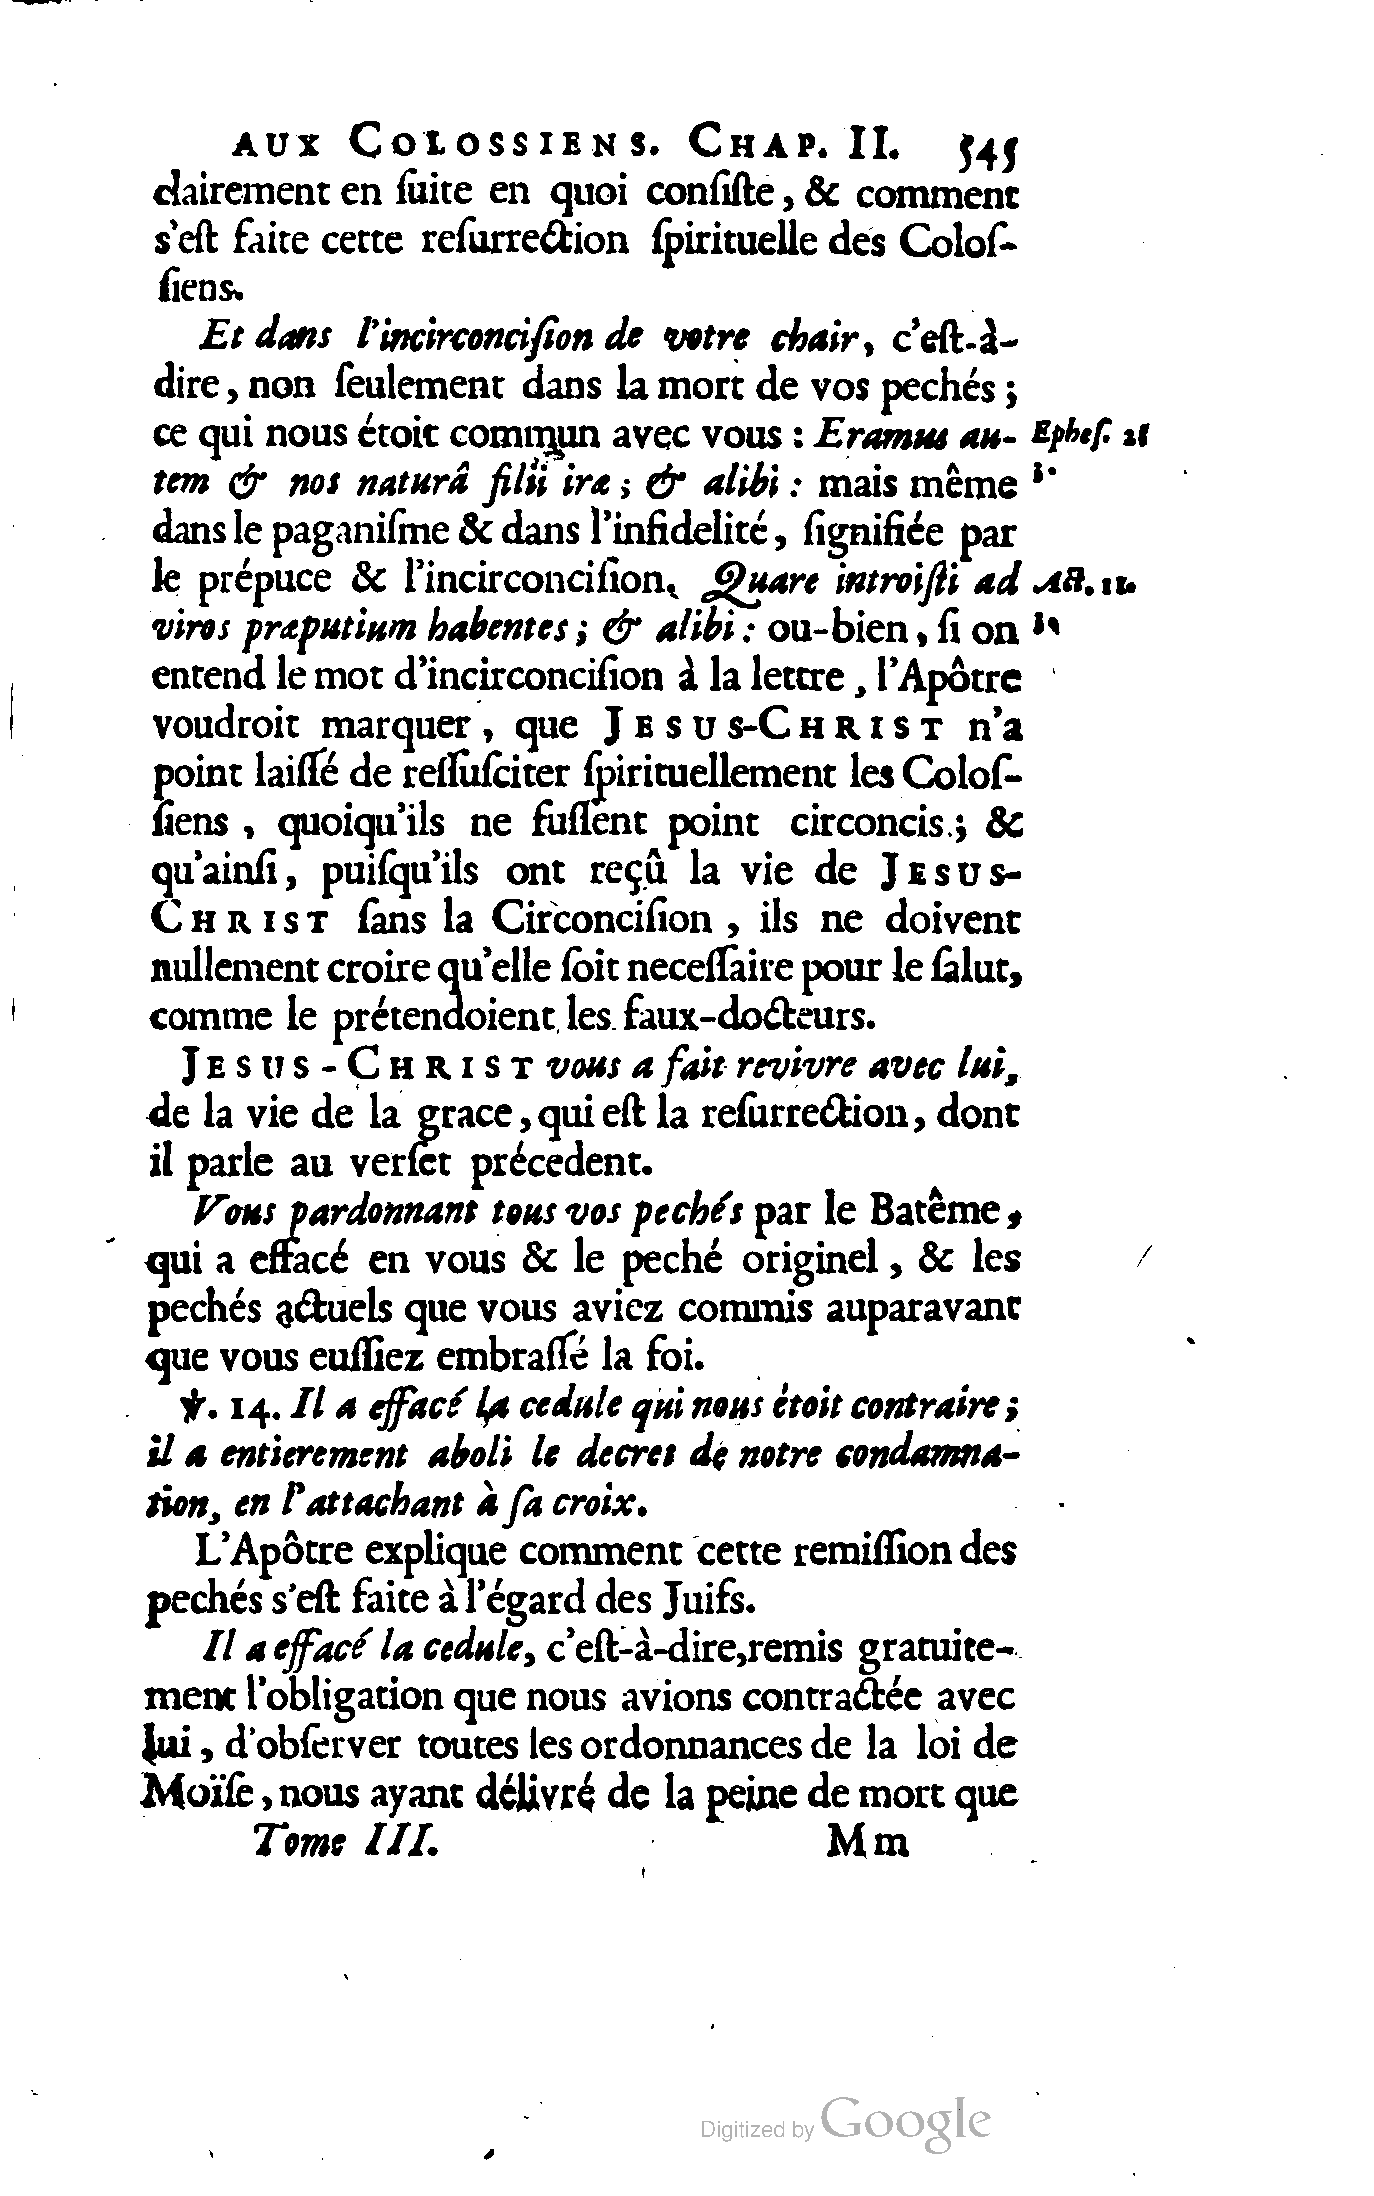 AUX COLOSSIENS. CHAP. II. 545
clairement en ſuite en quoi conſiſte, & comment
s'eſt faite cette reſurrection ſpirituelle des Coloſ-
ſiens.
Et dans l'incirconciſion de votre chair, c'eſt-à-
dire, non ſeulement dans la mort de vos pechés ;
ce qui nous étoit commun avec vous : Eramus au- Epheſ. 2.
tem & nos naturâ filii iræ ; & alibi : mais même 3.
dans le paganiſme & dans l'infidelité, ſignifiée par
le prépuce & l'incirconciſion. Quare introiſti ad Act. 11.
viros præputium habentes ; & alibi : ou-bien, ſi on 3.
entend le mot d'incirconciſion à la lettre, l'Apôtre
voudroit marquer, que JESUS-CHRIST n'a
point laiſſé de reſſuſciter ſpirituellement les Coloſ-
ſiens, quoiqu'ils ne fuſſent point circoncis ; &
qu'ainſi, puiſqu'ils ont reçû la vie de JESUS-
CHRIST ſans la Circonciſion, ils ne doivent
nullement croire qu'elle ſoit neceſſaire pour le ſalut,
comme le prétendoient les faux-docteurs.
JESUS-CHRIST vous a fait revivre avec lui,
de la vie de la grace, qui eſt la reſurrection, dont
il parle au verſet précedent.
Vous pardonnant tous vos pechés par le Batême,
qui a effacé en vous & le peché originel, & les
pechés actuels que vous aviez commis auparavant
que vous euſſiez embraſſé la foi.
℣. 14. Il a effacé la cedule qui nous étoit contraire ;
il a entierement aboli le decret de notre condamna-
tion, en l'attachant à ſa croix.
L'Apôtre explique comment cette remiſſion des
pechés s'eſt faite à l'égard des Juifs.
Il a effacé la cedule, c'eſt-à-dire, remis gratuite-
ment l'obligation que nous avions contractée avec
lui, d'obſerver toutes les ordonnances de la loi de
Moïſe, nous ayant délivré de la peine de mort que
Tome III. Mm
Digitized by Google